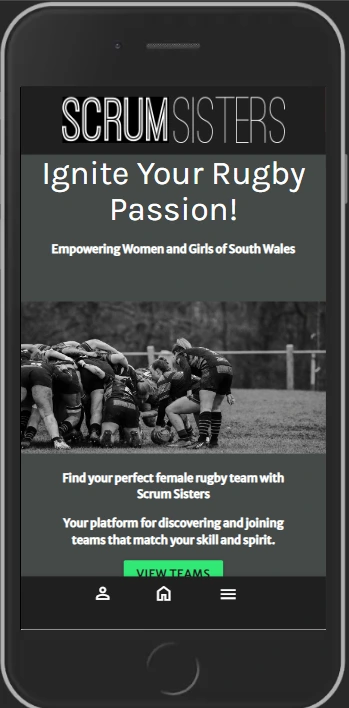 SCRUMSISTERS
Ignite Your Rugby
Passion!
Empowering Women and Girls of South Wales
Find your perfect female rugby team with
Scrum Sisters
Your platform for discovering and joining
teams that match your skill and spirit.
VIEW TEAMS